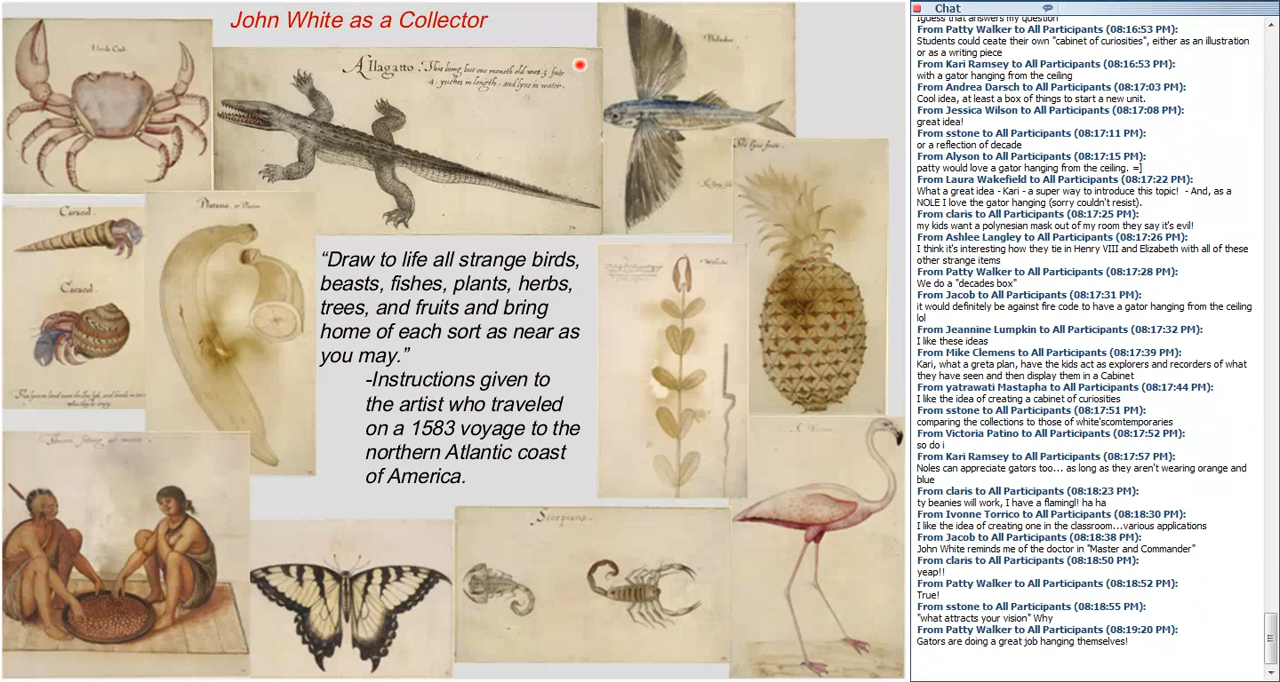 John White as a Collector
Allagatto. This being but one moneth old was. 3. foote
4. ynches in length. and lyve in water.
Caracol.
Caracol.
Scorpions.
“Draw to life all strange birds,
beasts, fishes, plants, herbs,
trees, and fruits and bring
home of each sort as near as
you may.”
-Instructions given to
the artist who traveled
on a 1583 voyage to the
northern Atlantic coast
of America.
Chat
Iguess that answers my question
From Patty Walker to All Participants (08:16:53 PM):
Students could ceate their own "cabinet of curiosities", either as an illustration
or as a writing piece
From Kari Ramsey to All Participants (08:16:53 PM):
with a gator hanging from the ceiling
From Andrea Darsch to All Participants (08:17:03 PM):
Cool idea, at least a box of things to start a new unit.
From Jessica Wilson to All Participants (08:17:08 PM):
great idea!
From sstone to All Participants (08:17:11 PM):
or a reflection of decade
From Alyson to All Participants (08:17:15 PM):
patty would love a gator hanging from the ceiling. =]
From Laura Wakefield to All Participants (08:17:22 PM):
What a great idea - Kari - a super way to introduce this topic!  - And, as a
NOLE I love the gator hanging (sorry couldn't resist).
From claris to All Participants (08:17:25 PM):
my kids want a polynesian mask out of my room they say it's evil!
From Ashlee Langley to All Participants (08:17:26 PM):
I think it's interesting how they tie in Henry VIII and Elizabeth with all of these
other strange items
From Patty Walker to All Participants (08:17:28 PM):
We do a "decades box"
From Jacob to All Participants (08:17:31 PM):
it would definitely be against fire code to have a gator hanging from the ceiling
lol
From Jeannine Lumpkin to All Participants (08:17:32 PM):
I like these ideas
From Mike Clemens to All Participants (08:17:39 PM):
Kari, what a greta plan, have the kids act as explorers and recorders of what
they have seen and then display them in a Cabinet
From yatrawati Mastapha to All Participants (08:17:44 PM):
I like the idea of creating a cabinet of curiosities
From sstone to All Participants (08:17:51 PM):
comparing the collections to those of white'scomteporaries
From Victoria Patino to All Participants (08:17:52 PM):
so do i
From Kari Ramsey to All Participants (08:17:57 PM):
Noles can appreciate gators too... as long as they aren't wearing orange and
blue
From claris to All Participants (08:18:23 PM):
ty beanies will work, I have a flaming!! ha ha
From Ivonne Torrico to All Participants (08:18:30 PM):
I like the idea of creating one in the classroom...various applications
From Jacob to All Participants (08:18:38 PM):
John White reminds me of the doctor in "Master and Commander"
From claris to All Participants (08:18:50 PM):
yeap!!
From Patty Walker to All Participants (08:18:52 PM):
True!
From sstone to All Participants (08:18:55 PM):
"what attracts your vision" Why
From Patty Walker to All Participants (08:19:20 PM):
Gators are doing a great job hanging themselves!